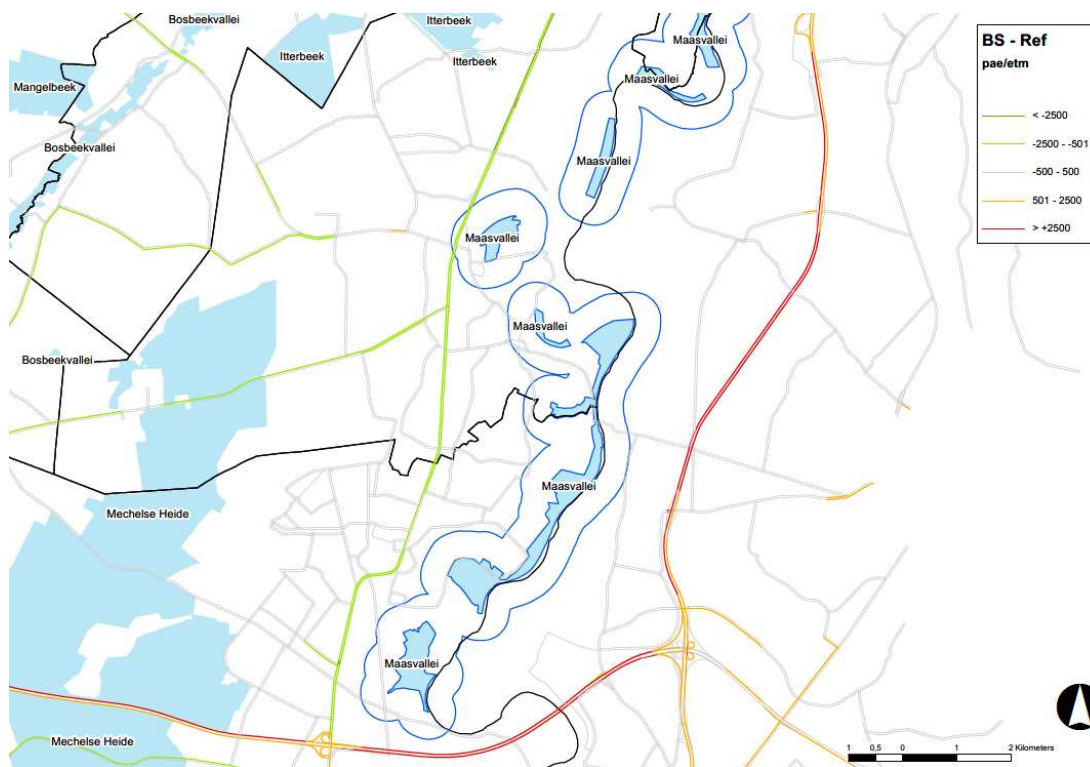 Bosbeekvallei
Itterbeek
Itterbeek
Itterbeek
Maasvallei
Maasvallei
Mangelbeek
Bosbeekvallei
Maasvallei
Maasvallei
Maasvallei
Bosbeekvallei
Maasvallei
Mechelse Heide
Maasvallei
Mechelse Heide
BS - Ref
pae/etm
< -2500
-2500 - -501
-500 - 500
501 - 2500
> +2500
1 0,5 0 1 2 Kilometers